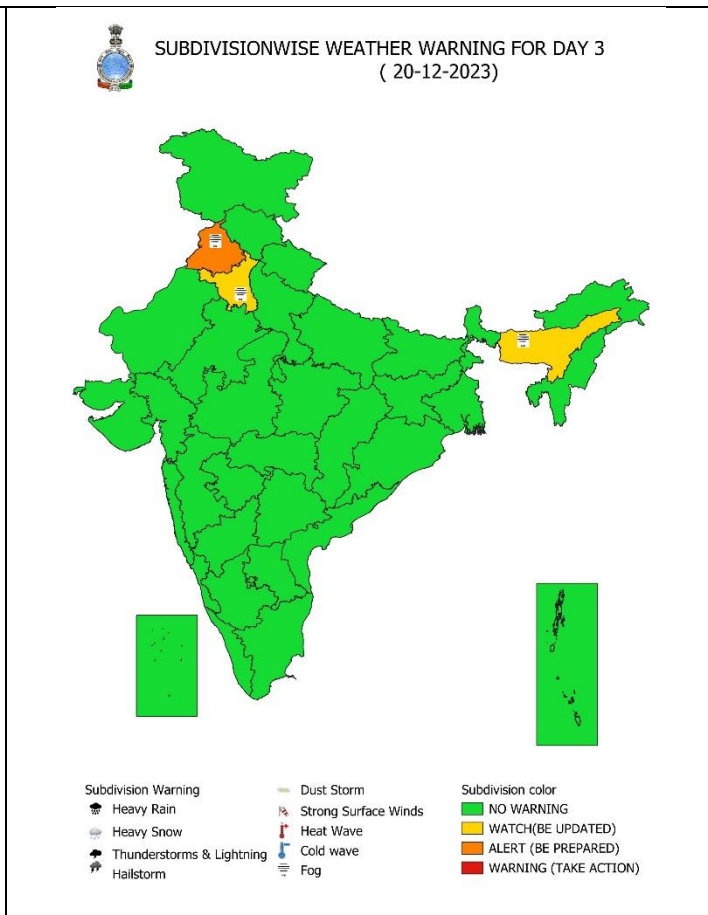 SUBDIVISIONWISE WEATHER WARNING FOR DAY 3
( 20-12-2023)
Subdivision Warning
Heavy Rain
Heavy Snow
Thunderstorms & Lightning
Hailstorm
Dust Storm
Strong Surface Winds
Heat Wave
Cold wave
Fog
Subdivision color
NO WARNING
WATCH(BE UPDATED)
ALERT (BE PREPARED)
WARNING (TAKE ACTION)